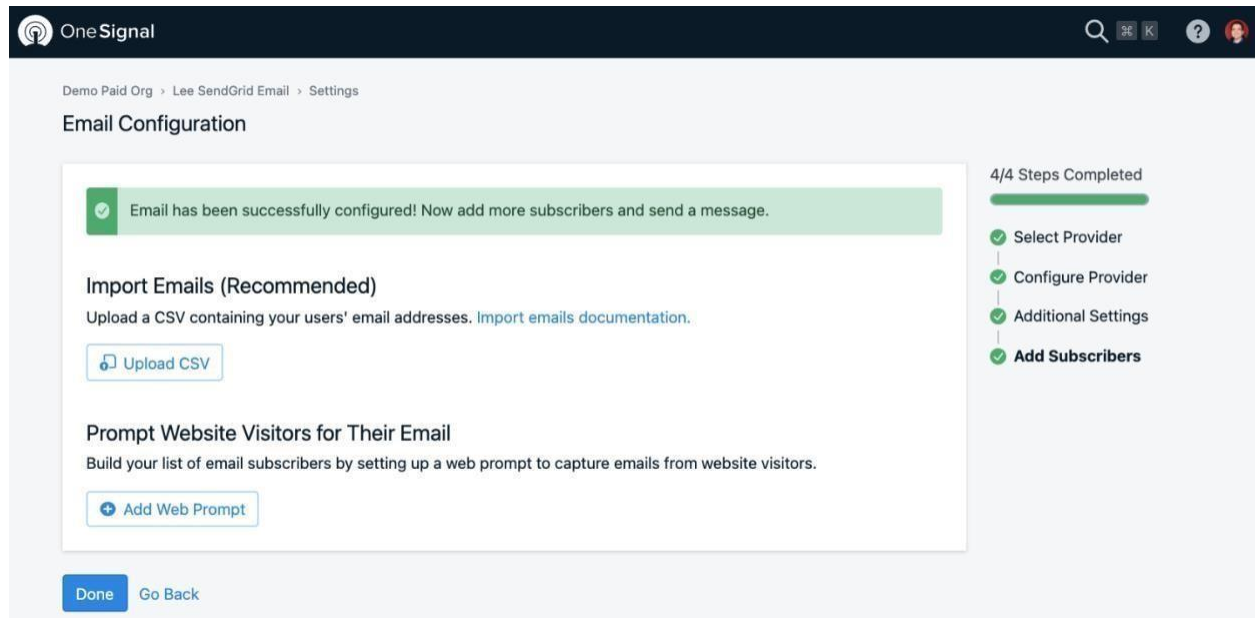 OneSignal
⌘ K ?
Demo Paid Org › Lee SendGrid Email › Settings
Email Configuration
Email has been successfully configured! Now add more subscribers and send a message.
Import Emails (Recommended)
Upload a CSV containing your users' email addresses. Import emails documentation.
Upload CSV
Prompt Website Visitors for Their Email
Build your list of email subscribers by setting up a web prompt to capture emails from website visitors.
Add Web Prompt
Done Go Back
4/4 Steps Completed
Select Provider
Configure Provider
Additional Settings
Add Subscribers